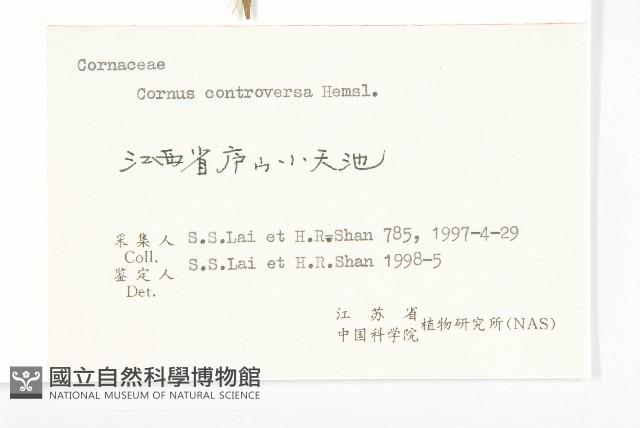 Cornaceae
Cornus controversa Hemsl.
江西省庐山小天池
采集人 S.S.Lai et H.R.Shan 785, 1997-4-29
Coll.
鉴定人 S.S.Lai et H.R.Shan 1998-5
Det.
江苏省
中国科学院 植物研究所(NAS)
國立自然科學博物館
NATIONAL MUSEUM OF NATURAL SCIENCE